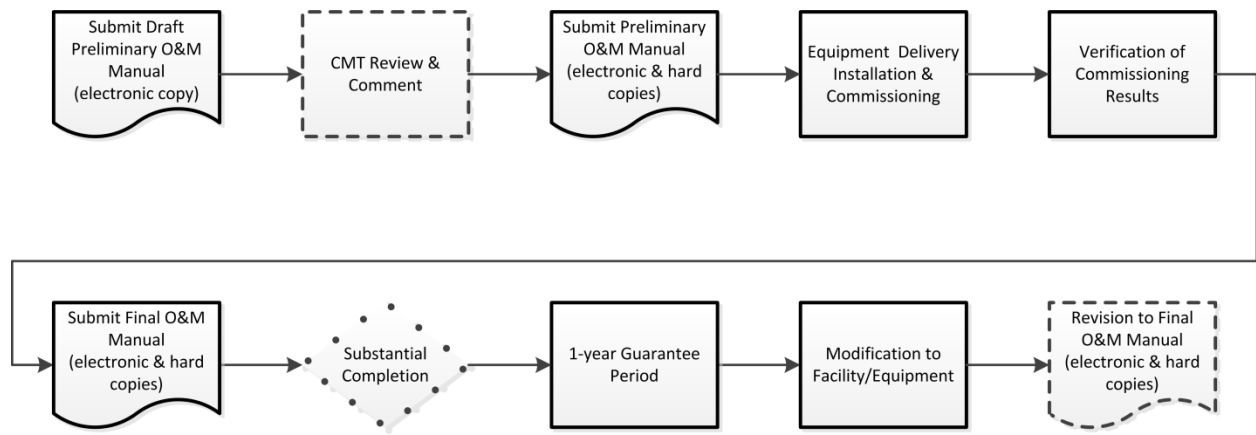 Submit Draft
Preliminary O&M
Manual
(electronic copy)
CMT Review &
Comment
Submit Preliminary
O&M Manual
(electronic & hard
copies)
Equipment Delivery
Installation &
Commissioning
Verification of
Commissioning
Results
Submit Final O&M
Manual
(electronic & hard
copies)
Substantial
Completion
1-year Guarantee
Period
Modification to
Facility/Equipment
Revision to Final
O&M Manual
(electronic & hard
copies)